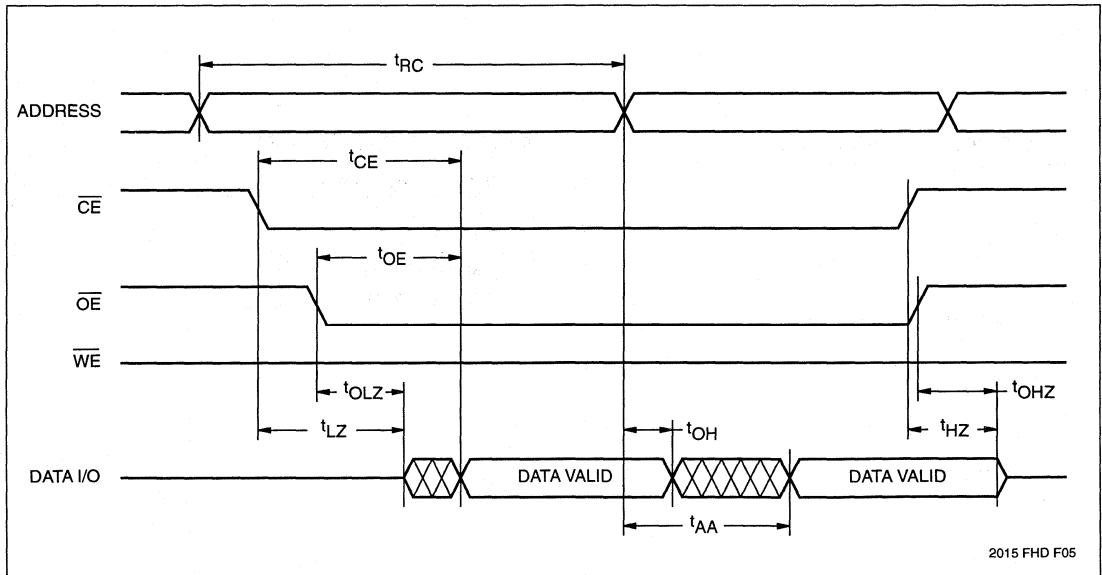 tRC
ADDRESS
tCE
CE
tOE
OE
WE
tOLZ
tOHZ
tLZ
tOH
tHZ
DATA I/O
DATA VALID
DATA VALID
tAA
2015 FHD F05